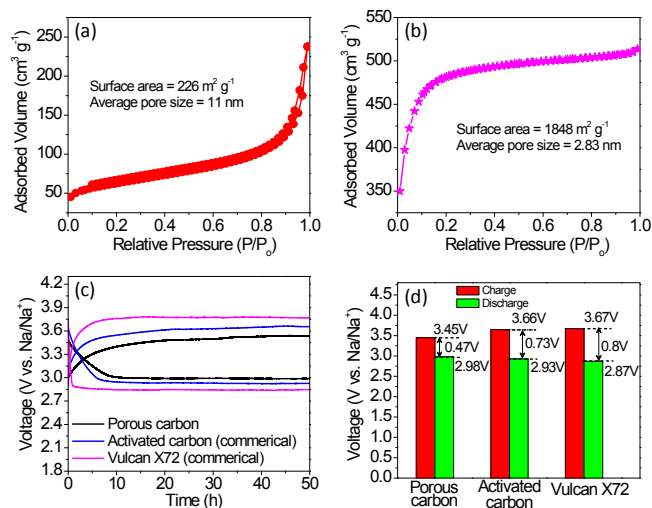 (a)
Adsorbed Volume (cm³ g⁻¹)
250
200
150
100
50
Surface area = 226 m² g⁻¹
Average pore size = 11 nm
0.0 0.2 0.4 0.6 0.8 1.0
Relative Pressure (P/Pₒ)
(b)
Adsorbed Volume (cm³ g⁻¹)
550
500
450
400
350
Surface area = 1848 m² g⁻¹
Average pore size = 2.83 nm
0.0 0.2 0.4 0.6 0.8 1.0
Relative Pressure (P/Pₒ)
(c)
Voltage (V vs. Na/Na⁺)
4.2
3.9
3.6
3.3
3.0
2.7
2.4
2.1
1.8
Porous carbon
Activated carbon (commerical)
Vulcan X72 (commerical)
0 10 20 30 40 50
Time (h)
(d)
Charge
Discharge
Voltage (V vs. Na/Na⁺)
5.0
4.5
4.0
3.5
3.0
2.5
2.0
1.5
1.0
0.5
0.0
3.45V
0.47V
2.98V
3.66V
0.73V
2.93V
3.67V
0.8V
2.87V
Porous
carbon
Activated
carbon
Vulcan X72